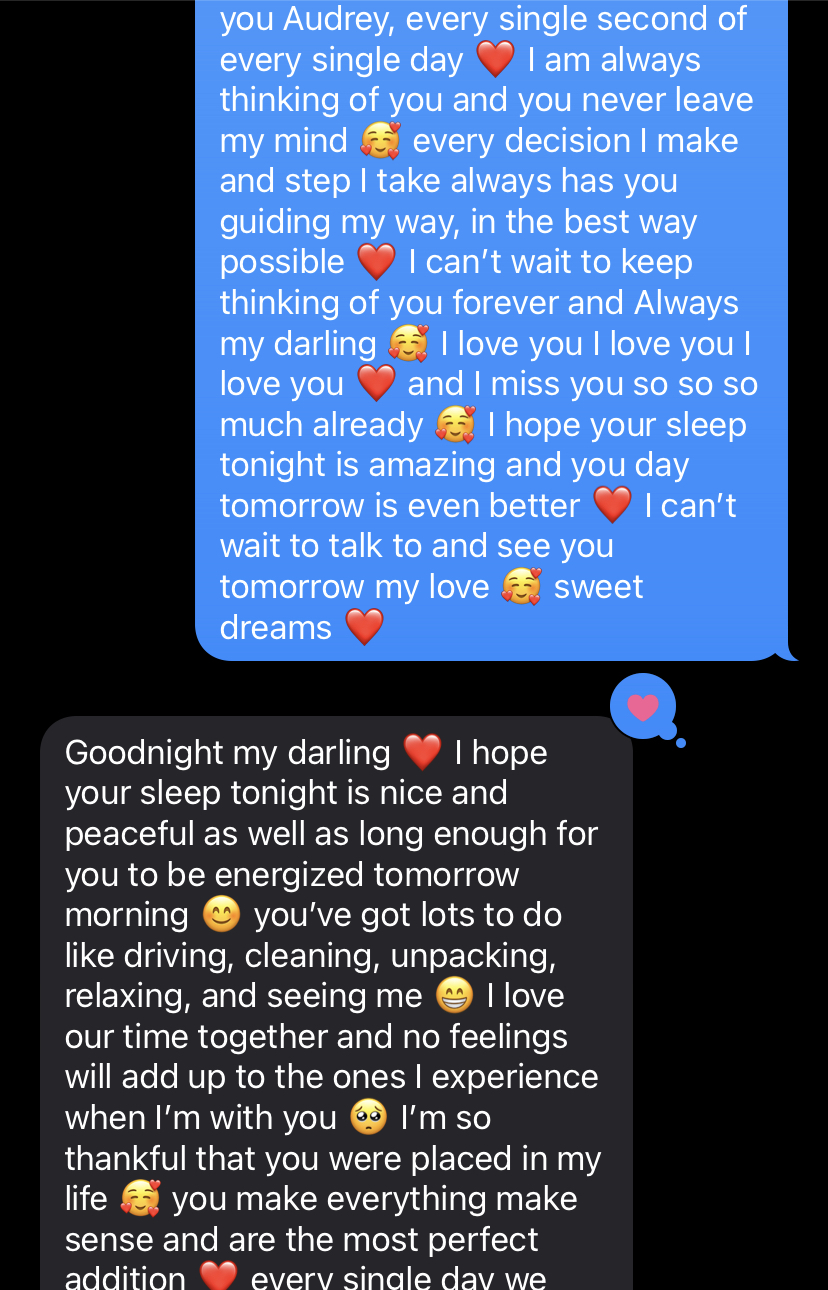 you Audrey, every single second of
every single day ❤️ I am always
thinking of you and you never leave
my mind 🥰 every decision I make
and step I take always has you
guiding my way, in the best way
possible ❤️ I can’t wait to keep
thinking of you forever and Always
my darling 🥰 I love you I love you I
love you ❤️ and I miss you so so so
much already 🥰 I hope your sleep
tonight is amazing and you day
tomorrow is even better ❤️ I can’t
wait to talk to and see you
tomorrow my love 🥰 sweet
dreams ❤️
Goodnight my darling ❤️ I hope
your sleep tonight is nice and
peaceful as well as long enough for
you to be energized tomorrow
morning 😊 you’ve got lots to do
like driving, cleaning, unpacking,
relaxing, and seeing me 😁 I love
our time together and no feelings
will add up to the ones I experience
when I’m with you 🥺 I’m so
thankful that you were placed in my
life 🥰 you make everything make
sense and are the most perfect
addition ❤️ every single day we